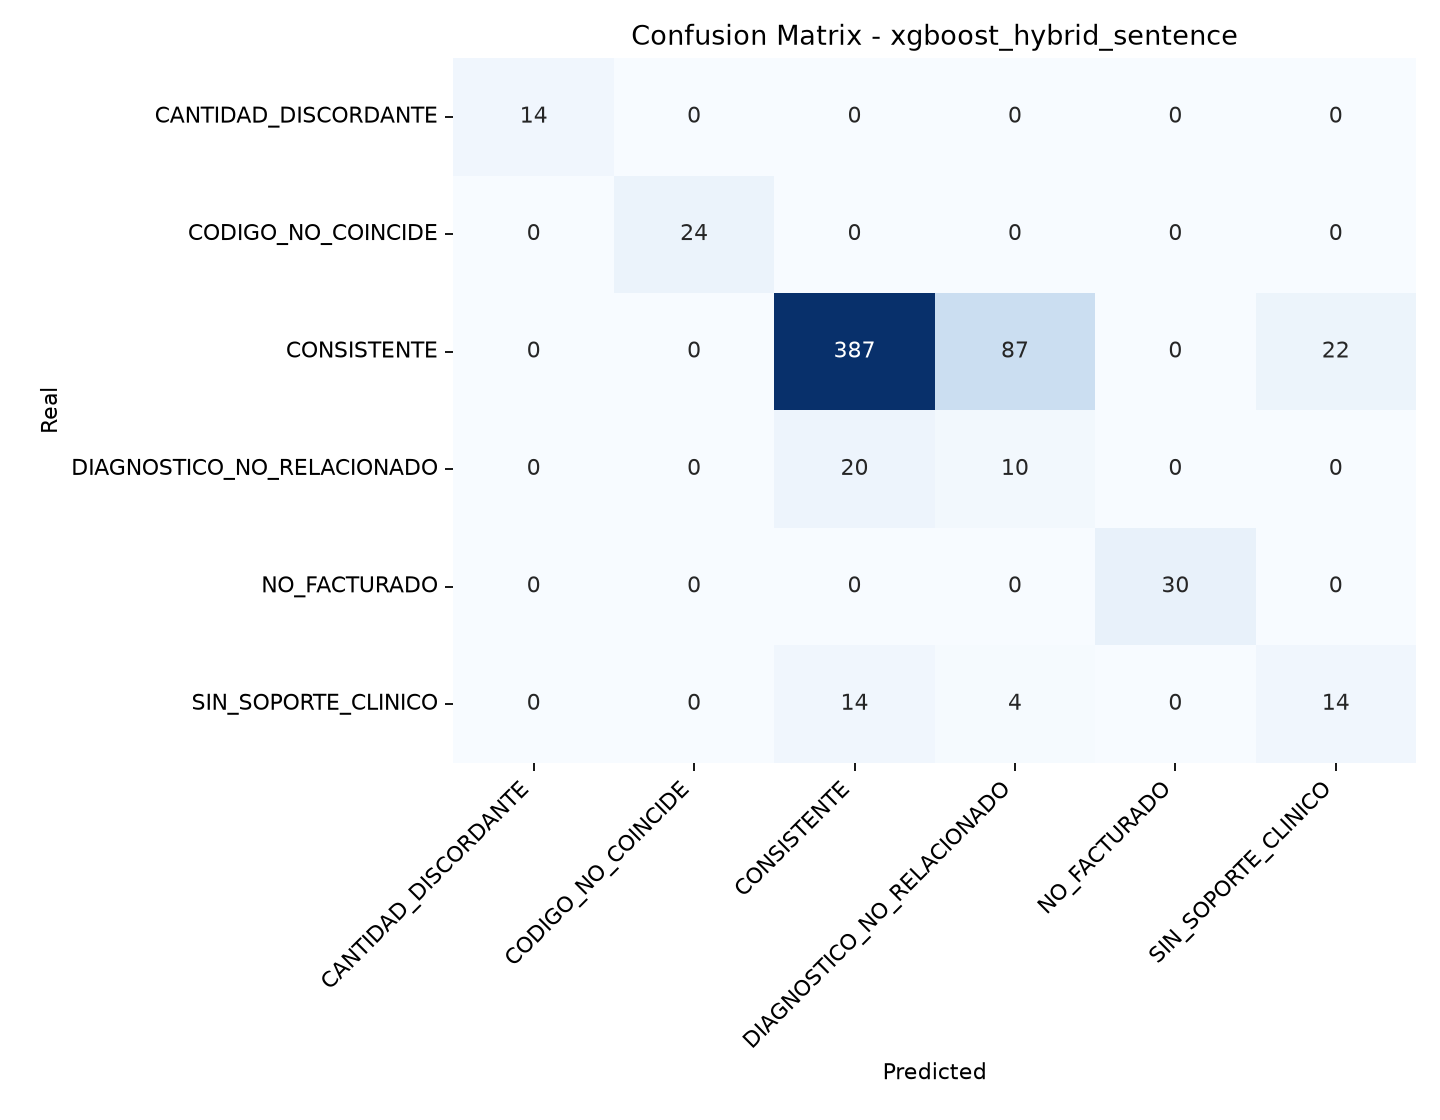 Confusion Matrix - xgboost_hybrid_sentence
CANTIDAD_DISCORDANTE 14 0 0 0 0 0
CODIGO_NO_COINCIDE 0 24 0 0 0 0
CONSISTENTE 0 0 387 87 0 22
Real
DIAGNOSTICO_NO_RELACIONADO 0 0 20 10 0 0
NO_FACTURADO 0 0 0 0 30 0
SIN_SOPORTE_CLINICO 0 0 14 4 0 14
CANTIDAD_DISCORDANTE
CODIGO_NO_COINCIDE
CONSISTENTE
DIAGNOSTICO_NO_RELACIONADO
NO_FACTURADO
SIN_SOPORTE_CLINICO
Predicted